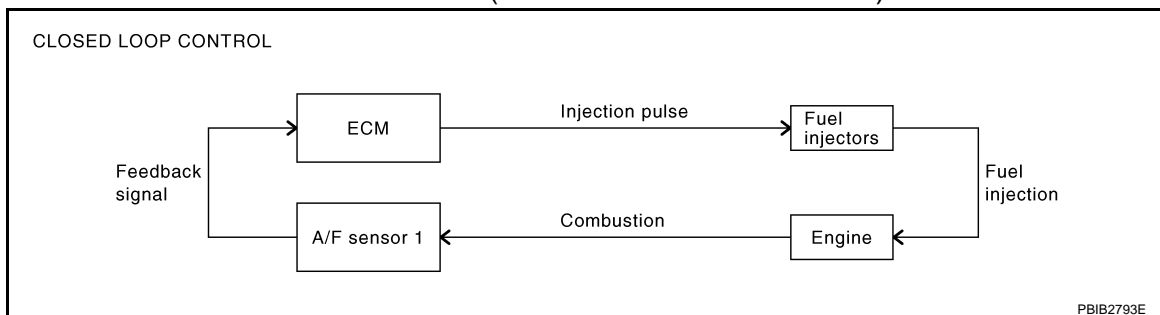 CLOSED LOOP CONTROL
ECM
Injection pulse
Fuel
injectors
Feedback
signal
Fuel
injection
A/F sensor 1
Combustion
Engine
PBIB2793E